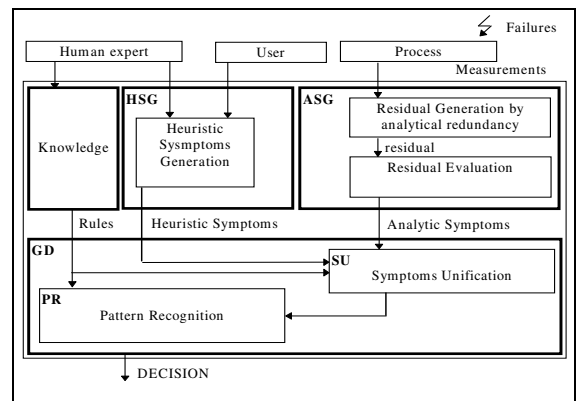 Failures
Human expert
User
Process
Measurements
HSG
ASG
Knowledge
Heuristic
Sysmptoms
Generation
Residual Generation by
analytical redundancy
residual
Residual Evaluation
Rules
Heuristic Symptoms
Analytic Symptoms
GD
SU
Symptoms Unification
PR
Pattern Recognition
DECISION